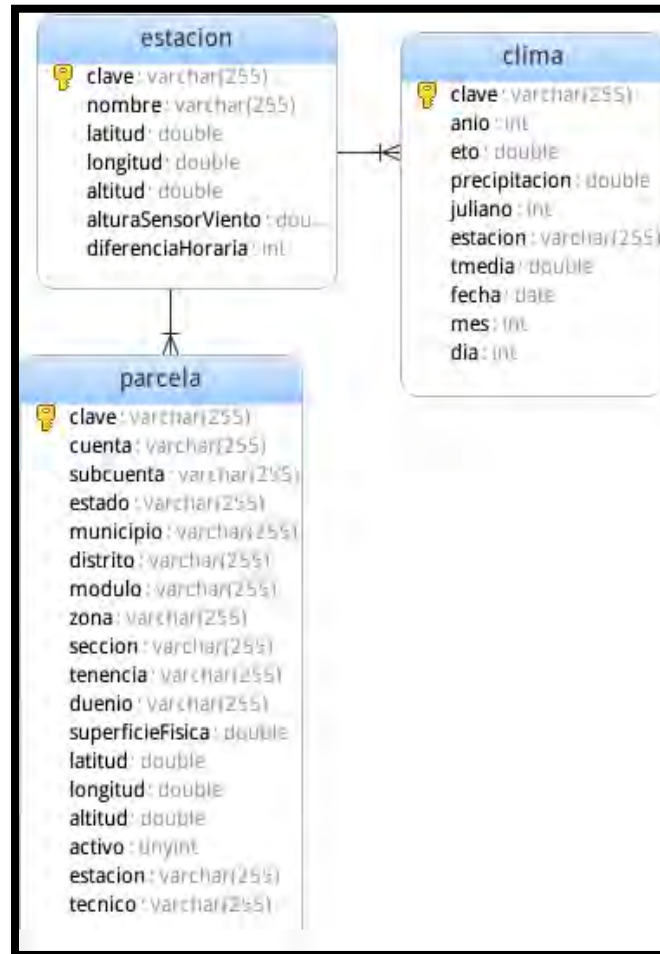 estacion
clave: varchar(255)
nombre: varchar(255)
latitud: double
longitud: double
altitud: double
alturaSensorViento: dou...
diferenciaHoraria: int
clima
clave: varchar(255)
anio: int
eto: double
precipitacion: double
juliano: int
estacion: varchar(255)
tmedia: double
fecha: date
mes: int
dia: int
parcela
clave: varchar(255)
cuenta: varchar(255)
subcuenta: varchar(255)
estado: varchar(255)
municipio: varchar(255)
distrito: varchar(255)
modulo: varchar(255)
zona: varchar(255)
seccion: varchar(255)
tenencia: varchar(255)
duenio: varchar(255)
superficieFisica: double
latitud: double
longitud: double
altitud: double
activo: tinyint
estacion: varchar(255)
tecnico: varchar(255)